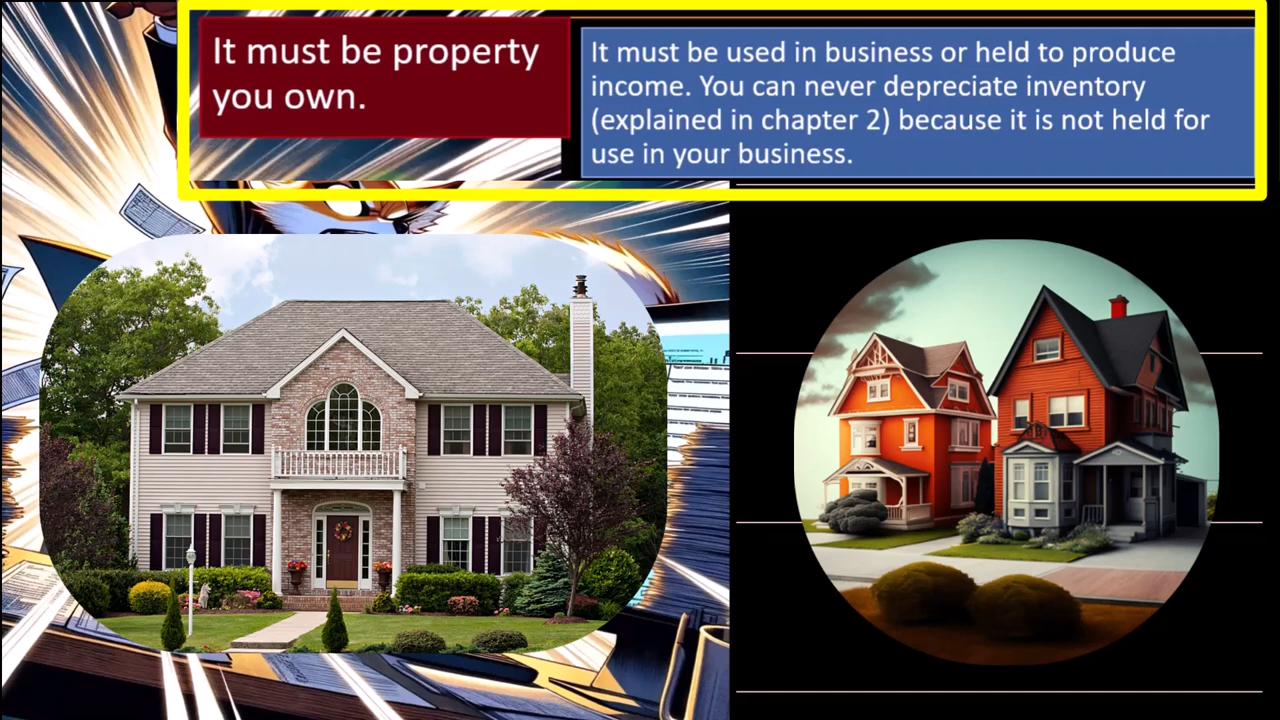 It must be property
you own.
It must be used in business or held to produce
income. You can never depreciate inventory
(explained in chapter 2) because it is not held for
use in your business.